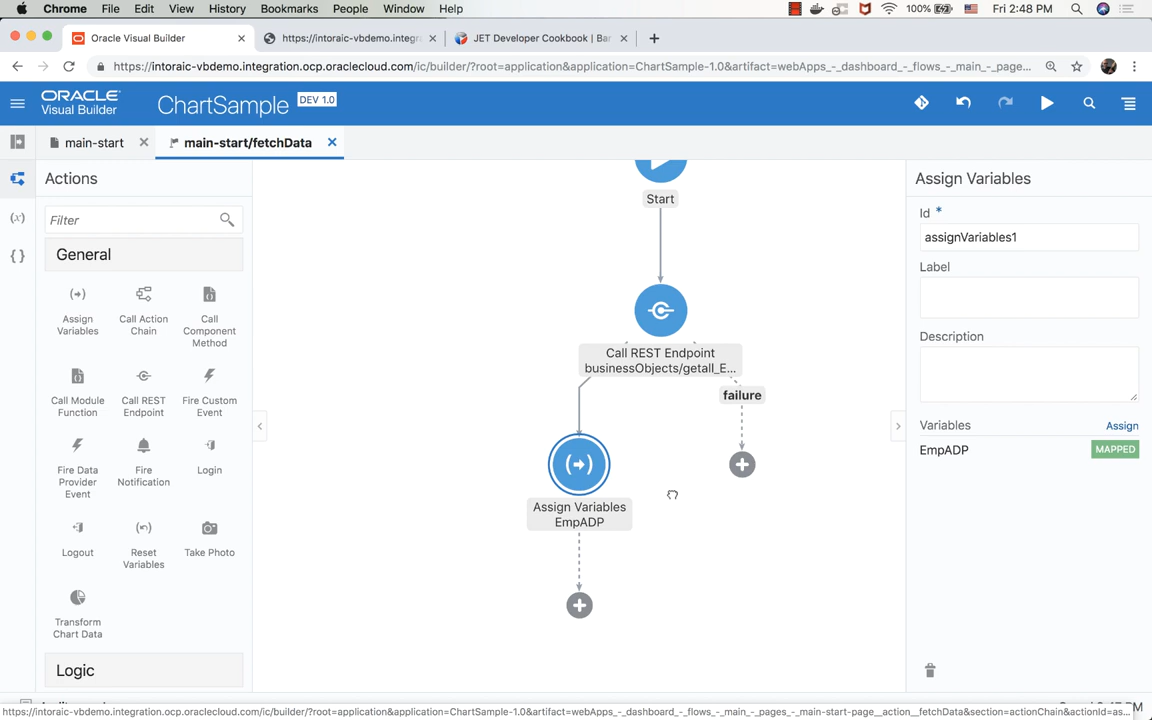 Chrome File Edit View History Bookmarks People Window Help 100% Fri 2:48 PM
Oracle Visual Builder
https://intoraic-vbdemo.integr
JET Developer Cookbook | Bar
https://intoraic-vbdemo.integration.ocp.oraclecloud.com/ic/builder/?root=application&application=ChartSample-1.0&artifact=webApps_-_dashboard_-_flows_-_main_-_page...
ORACLE
Visual Builder
ChartSample
DEV 1.0
main-start
main-start/fetchData
Actions
Filter
General
Assign
Variables
Call Action
Chain
Call
Component
Method
Call Module
Function
Call REST
Endpoint
Fire Custom
Event
Fire Data
Provider
Event
Fire
Notification
Login
Logout
Reset
Variables
Take Photo
Transform
Chart Data
Logic
(x)
{ }
Start
Call REST Endpoint
businessObjects/getall_E...
failure
Assign Variables
EmpADP
Assign Variables
Id *
assignVariables1
Label
Description
Variables Assign
EmpADP MAPPED
https://intoraic-vbdemo.integration.ocp.oraclecloud.com/ic/builder/?root=application&application=ChartSample-1.0&artifact=webApps_-_dashboard_-_flows_-_main_-_pages_-_main-start-page__action__fetchData&section=actionChain&actionId=as...